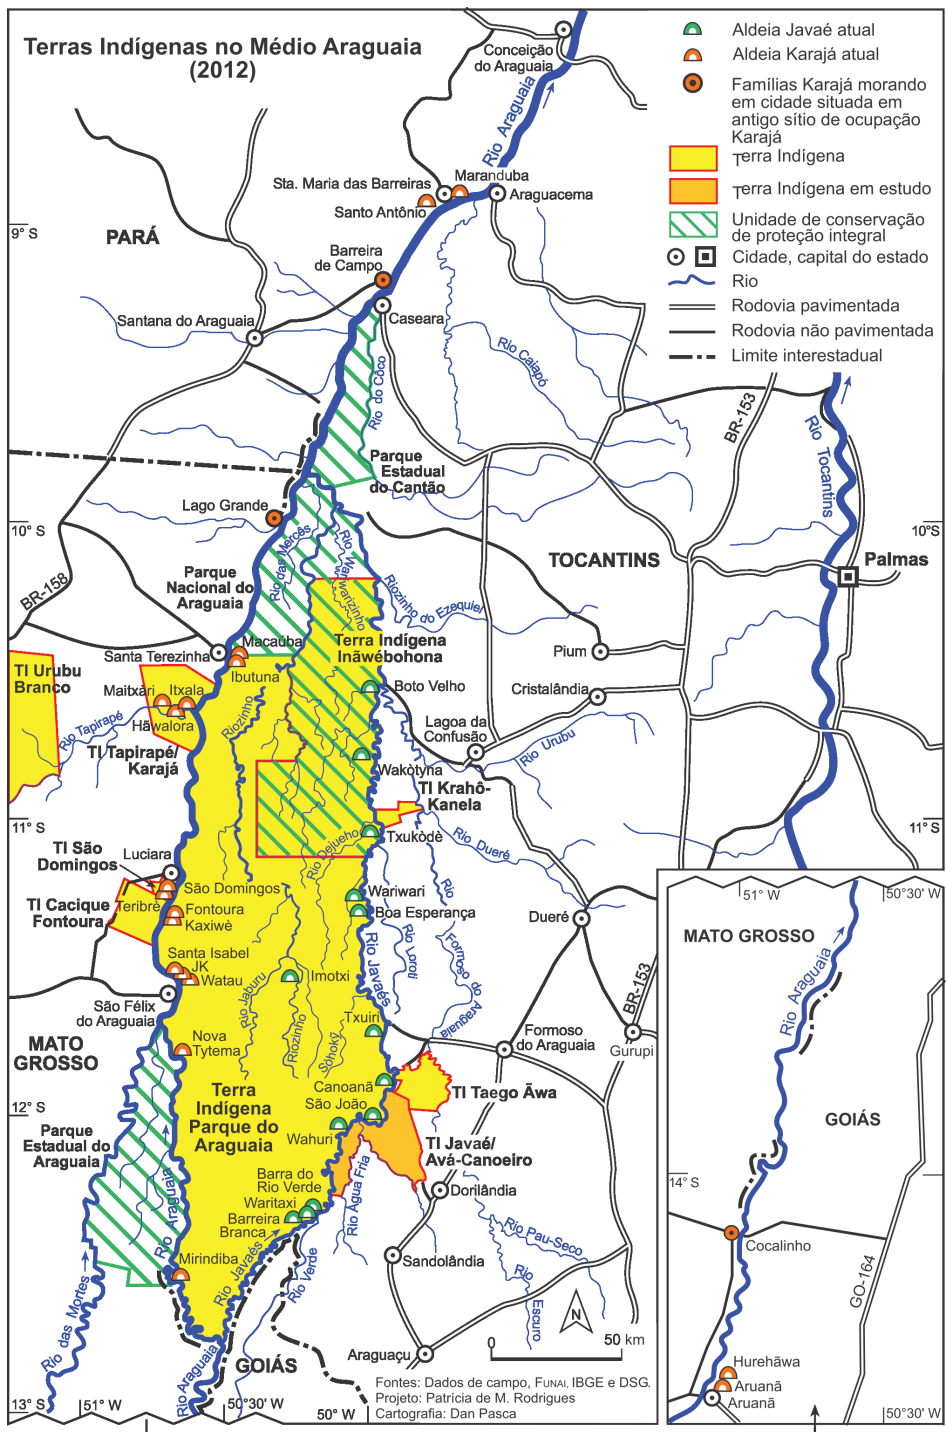 Terras Indígenas no Médio Araguaia
(2012)
Aldeia Javaé atual
Aldeia Karajá atual
Famílias Karajá morando
em cidade situada em
antigo sítio de ocupação
Karajá
Terra Indígena
Terra Indígena em estudo
Unidade de conservação
de proteção integral
Cidade, capital do estado
Rio
Rodovia pavimentada
Rodovia não pavimentada
Limite interestadual
Conceição
do Araguaia
Rio Araguaia
Maranduba
Sta. Maria das Barreiras
Araguacema
Santo Antônio
9° S
PARÁ
Barreira
de Campo
Caseara
Santana do Araguaia
Rio Caiapó
Rio do Côco
BR-153
Rio Tocantins
Parque
Estadual
do Cantão
Lago Grande
10° S
10°S
Rio das Mercês
Rio Mariwarizinho
TOCANTINS
Palmas
BR-158
Parque
Nacional do
Araguaia
Riozinho do Ezequiel
Macaúba
Terra Indígena
Inãwébohona
Santa Terezinha
Pium
TI Urubu
Branco
Ibutuna
Maitxàri
Itxala
Boto Velho
Cristalândia
Hãwalora
Riozinho
Rio Tapirapé
Lagoa da
Confusão
TI Tapirapé/
Karajá
Rio Urubu
Wakòtyna
TI Krahô-
Kanela
11° S
11° S
Txukòdè
Rio Dejueho
Rio Dueré
TI São
Domingos
Luciara
São Domingos
Wariwari
Teribrè
TI Cacique
Fontoura
Fontoura
Kaxiwè
Boa Esperança
Dueré
Rio Loroti
Rio Formoso do Araguaia
Rio Javaés
Santa Isabel
JK
Watau
Imotxi
Rio Jaburu
BR-153
São Félix
do Araguaia
Riozinho
Sohoky
Txuiri
MATO
GROSSO
Nova
Tytema
Formoso
do Araguaia
Gurupi
Canoanã
TI Taego Ãwa
Terra
Indígena
Parque do
Araguaia
São João
12° S
Parque
Estadual do
Araguaia
Wahuri
TI Javaé/
Avá-Canoeiro
Rio Araguaia
Barra do
Rio Verde
Waritaxi
Barreira
Branca
Rio Água Fria
Dorilândia
Rio Pau-Seco
Mirindiba
Rio Javaés
Rio Verde
Sandolândia
Rio das Mortes
Rio Escuro
N
0 50 km
Rio Araguaia
GOIÁS
Araguaçu
Fontes: Dados de campo, FUNAI, IBGE e DSG.
Projeto: Patrícia de M. Rodrigues
Cartografia: Dan Pasca
13° S
51° W
50°30' W
50° W
51° W
50°30' W
MATO GROSSO
Rio Araguaia
GOIÁS
14° S
Cocalinho
GO-164
Hurehãwa
Aruanã
Aruanã
50°30' W